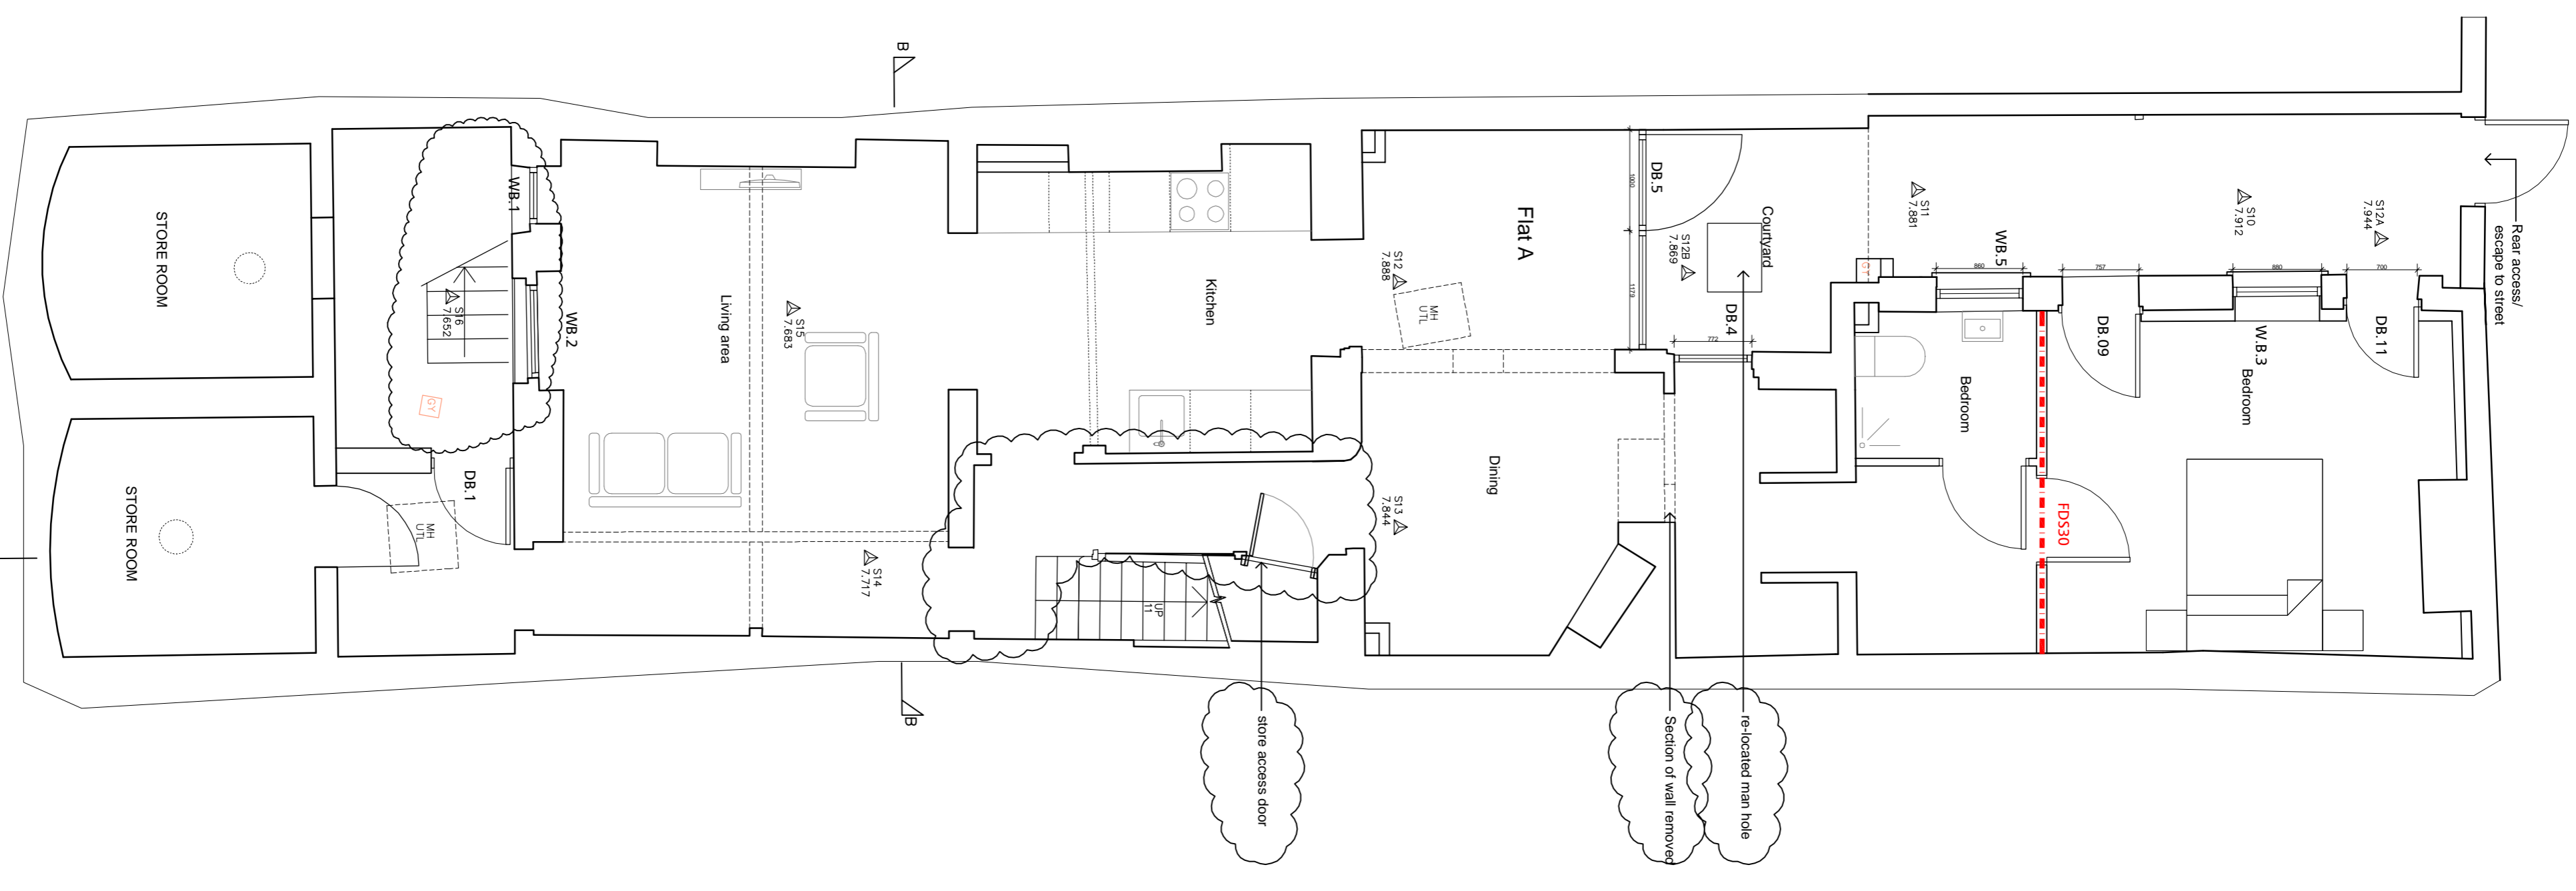 B
Rear access/
escape to street
S12A
7.944
S10
7.912
S11
7.881
WB.5
860
757
880
700
DB.11
DB.09
W.B.3
Bedroom
Bedroom
FDS30
GY
Courtyard
DB.5
1000
1179
S12B
7.869
DB.4
772
Flat A
S12
7.888
MH
UTL
Dining
S13
7.844
Kitchen
UP
11
S15
7.683
Living area
S14
7.717
WB.1
WB.2
S16
7.652
GY
DB.1
MH
UTL
STORE ROOM
STORE ROOM
B
store access door
Section of wall removed
re-located man hole